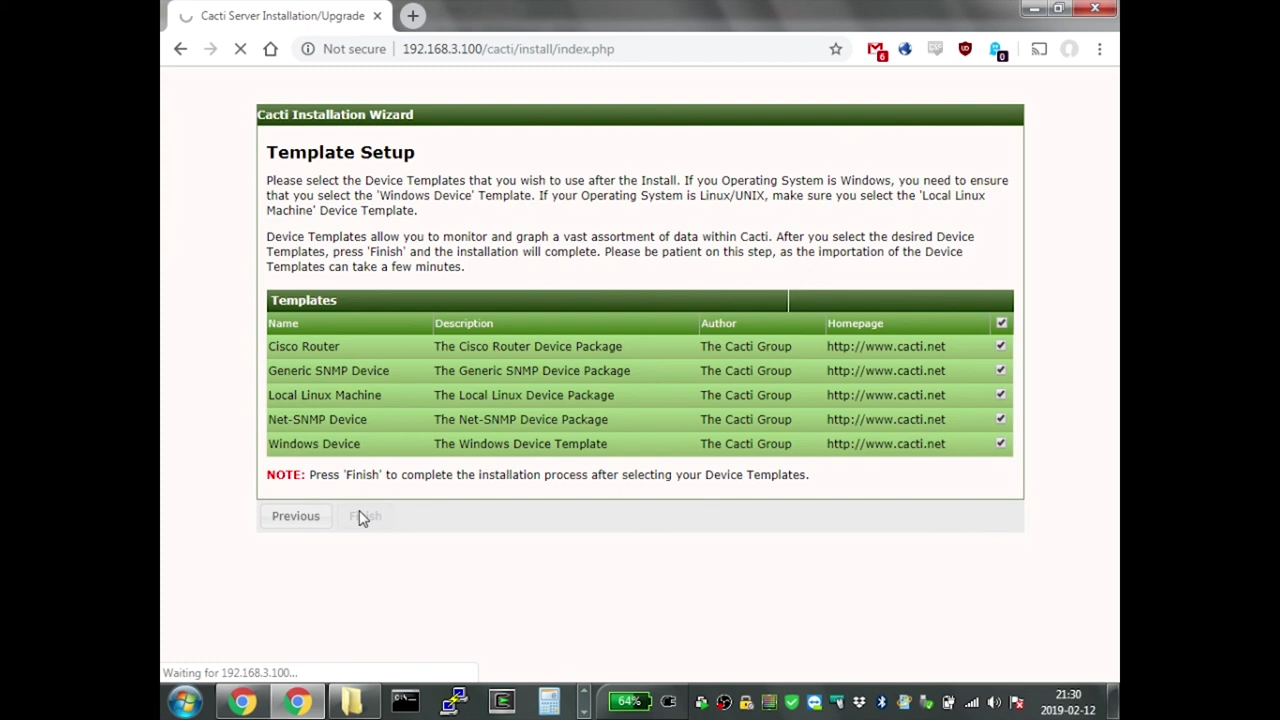 Cacti Server Installation/Upgrade
Not secure
192.168.3.100/cacti/install/index.php
6
0
Cacti Installation Wizard
Template Setup
Please select the Device Templates that you wish to use after the Install. If you Operating System is Windows, you need to ensure
that you select the 'Windows Device' Template. If your Operating System is Linux/UNIX, make sure you select the 'Local Linux
Machine' Device Template.
Device Templates allow you to monitor and graph a vast assortment of data within Cacti. After you select the desired Device
Templates, press 'Finish' and the installation will complete. Please be patient on this step, as the importation of the Device
Templates can take a few minutes.
Templates
Name Description Author Homepage
Cisco Router The Cisco Router Device Package The Cacti Group http://www.cacti.net
Generic SNMP Device The Generic SNMP Device Package The Cacti Group http://www.cacti.net
Local Linux Machine The Local Linux Device Package The Cacti Group http://www.cacti.net
Net-SNMP Device The Net-SNMP Device Package The Cacti Group http://www.cacti.net
Windows Device The Windows Device Template The Cacti Group http://www.cacti.net
NOTE: Press 'Finish' to complete the installation process after selecting your Device Templates.
Previous Finish
Waiting for 192.168.3.100...
64%
21:30
2019-02-12